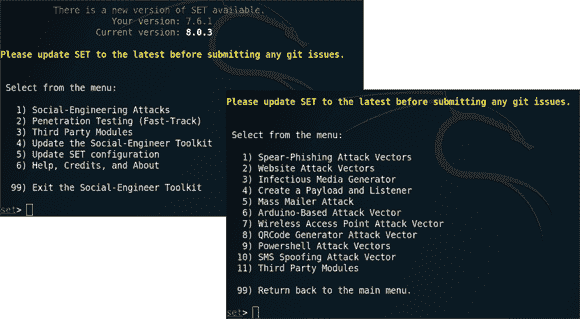 There is a new version of SET available.
Your version: 7.6.1
Current version: 8.0.3
Please update SET to the latest before submitting any git issues.
Select from the menu:
1) Social-Engineering Attacks
2) Penetration Testing (Fast-Track)
3) Third Party Modules
4) Update the Social-Engineer Toolkit
5) Update SET configuration
6) Help, Credits, and About
99) Exit the Social-Engineer Toolkit
set>
Please update SET to the latest before submitting any git issues.
Select from the menu:
1) Spear-Phishing Attack Vectors
2) Website Attack Vectors
3) Infectious Media Generator
4) Create a Payload and Listener
5) Mass Mailer Attack
6) Arduino-Based Attack Vector
7) Wireless Access Point Attack Vector
8) QRCode Generator Attack Vector
9) Powershell Attack Vectors
10) SMS Spoofing Attack Vector
11) Third Party Modules
99) Return back to the main menu.
set>